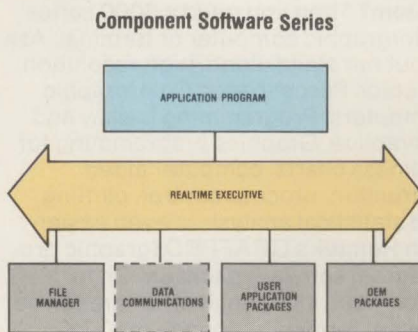 Component Software Series
APPLICATION PROGRAM
REALTIME EXECUTIVE
FILE
MANAGER
DATA
COMMUNICATIONS
USER
APPLICATION
PACKAGES
OEM
PACKAGES